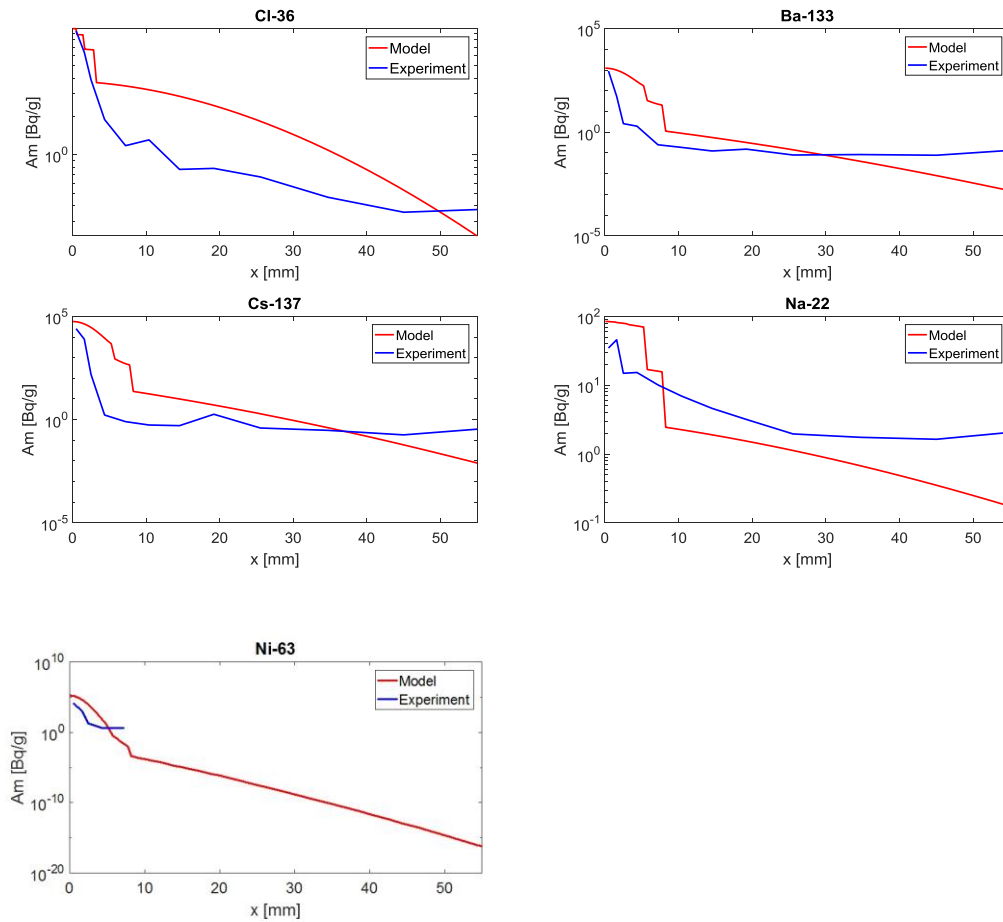 Cl-36
Am [Bq/g]
10^0
Model
Experiment
0 10 20 30 40 50
x [mm]
Ba-133
Am [Bq/g]
10^5
10^0
10^-5
Model
Experiment
0 10 20 30 40 50
x [mm]
Cs-137
Am [Bq/g]
10^5
10^0
10^-5
Model
Experiment
0 10 20 30 40 50
x [mm]
Na-22
Am [Bq/g]
10^2
10^1
10^0
10^-1
Model
Experiment
0 10 20 30 40 50
x [mm]
Ni-63
Am [Bq/g]
10^10
10^0
10^-10
10^-20
Model
Experiment
0 10 20 30 40 50
x [mm]